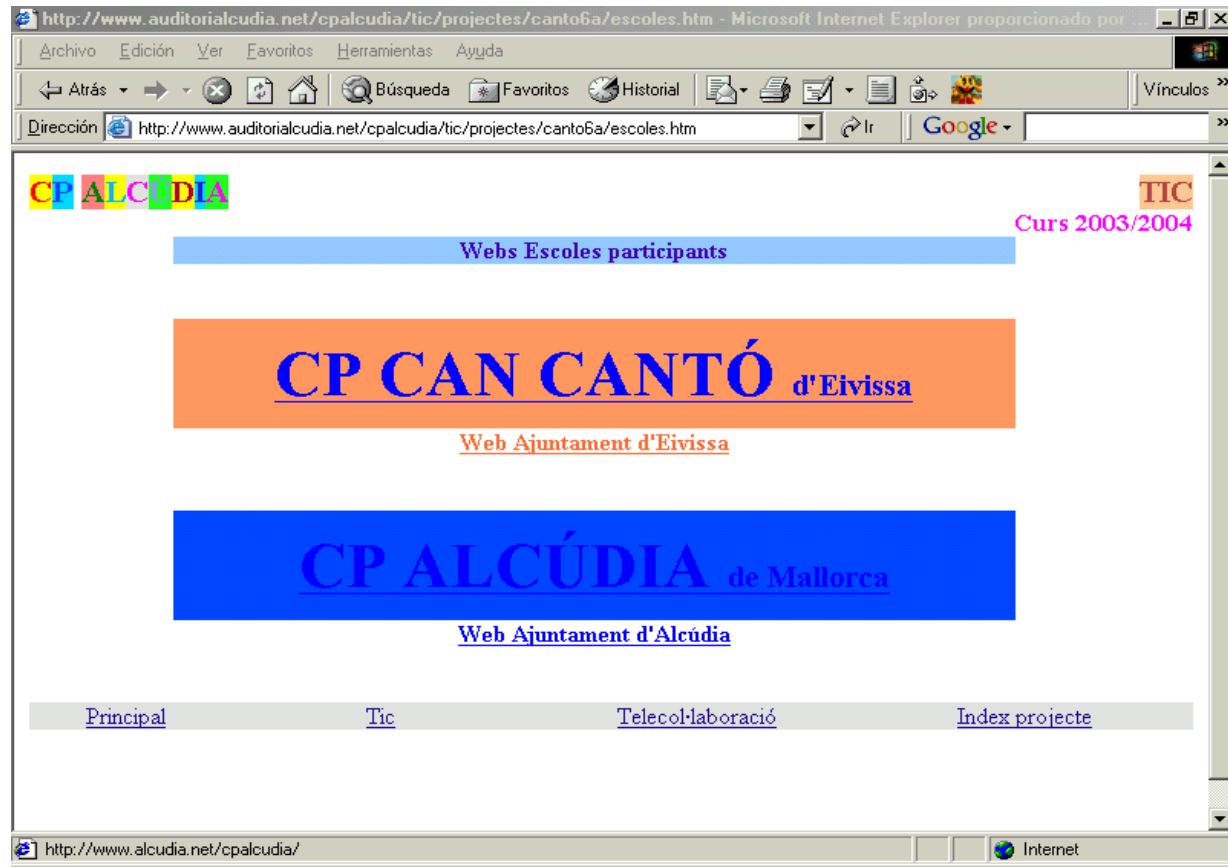 http://www.auditorialcudia.net/cpalcudia/tic/projectes/canto6a/escoles.htm - Microsoft Internet Explorer proporcionado por ...
Archivo Edición Ver Favoritos Herramientas Ayuda
Atrás Búsqueda Favoritos Historial Vínculos »
Dirección http://www.auditorialcudia.net/cpalcudia/tic/projectes/canto6a/escoles.htm Ir Google »
CP ALCÚDIA TIC
Curs 2003/2004
Webs Escoles participants
CP CAN CANTÓ d'Eivissa
Web Ajuntament d'Eivissa
CP ALCÚDIA de Mallorca
Web Ajuntament d'Alcúdia
Principal Tic Telecol·laboració Index projecte
http://www.alcudia.net/cpalcudia/ Internet